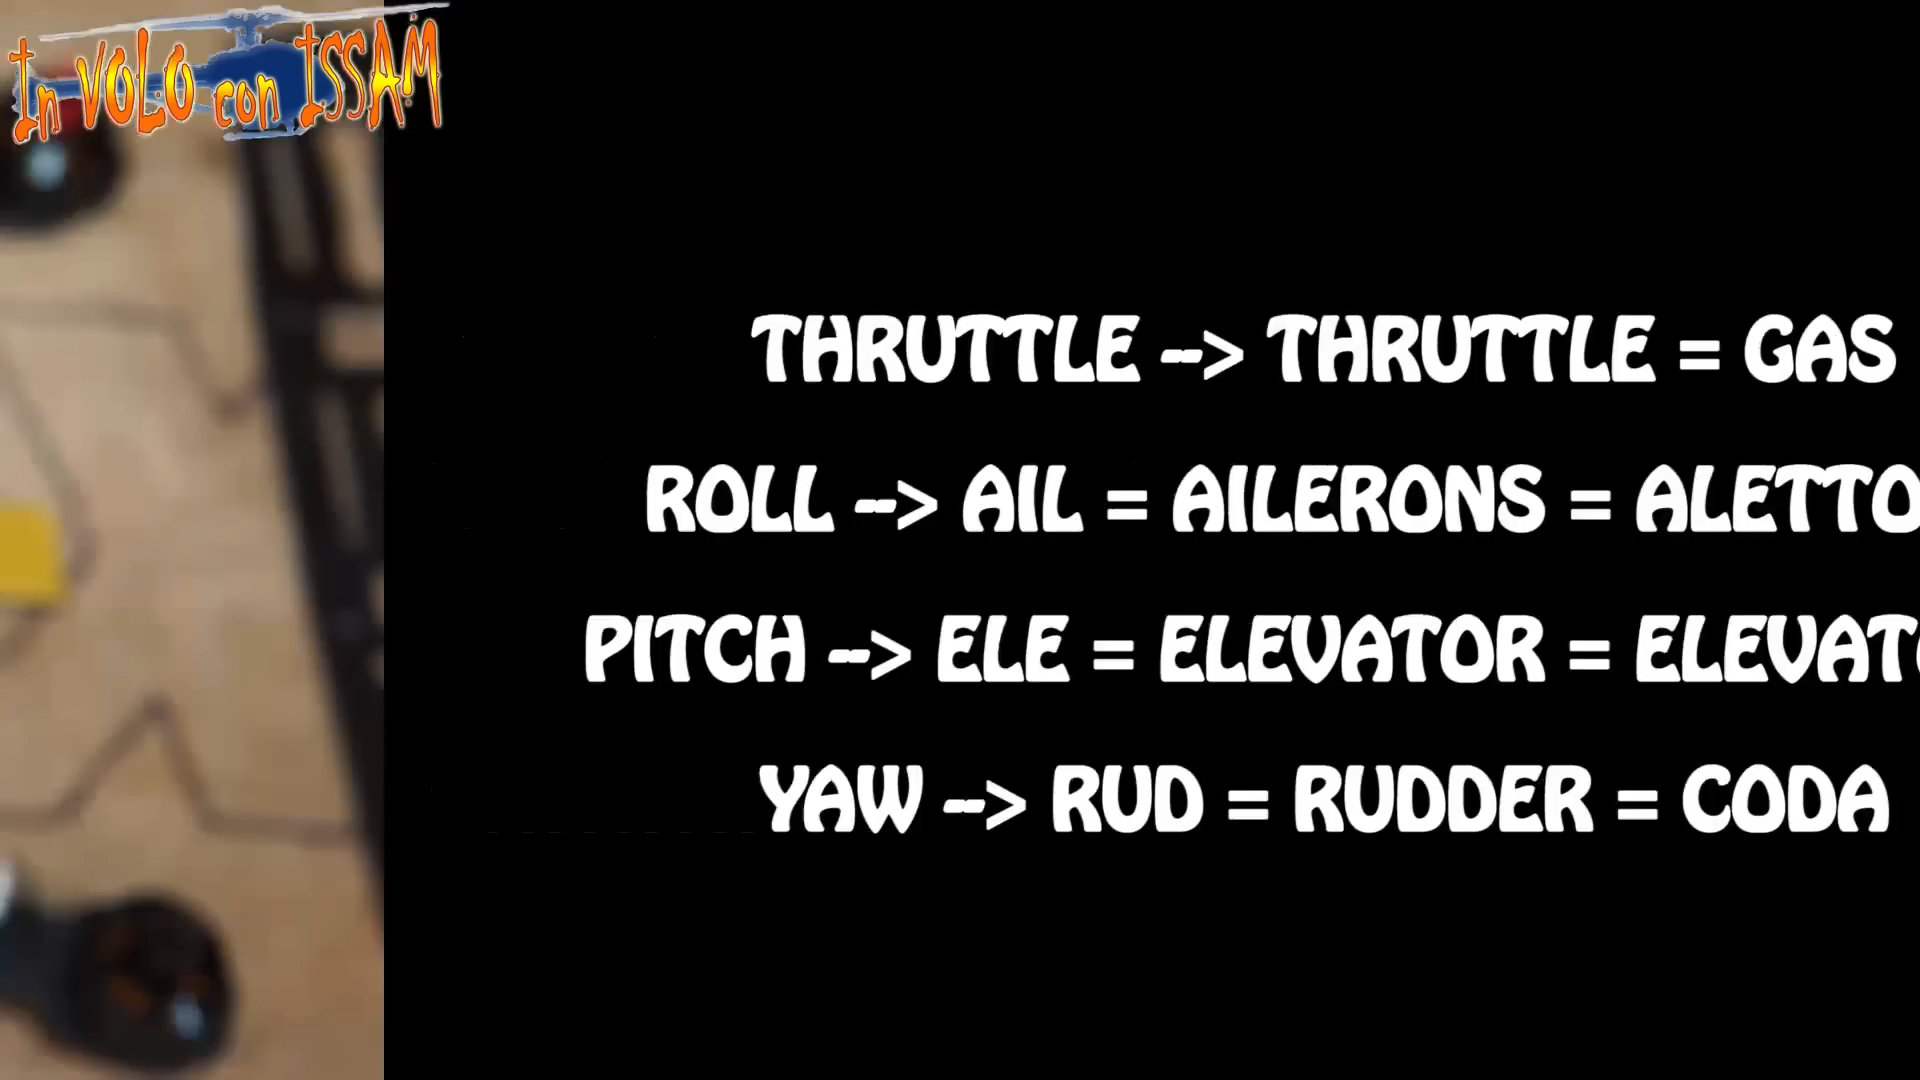 In VOLO con ISSAM
THRUTTLE --> THRUTTLE = GAS
ROLL --> AIL = AILERONS = ALETTO
PITCH --> ELE = ELEVATOR = ELEVAT
YAW --> RUD = RUDDER = CODA